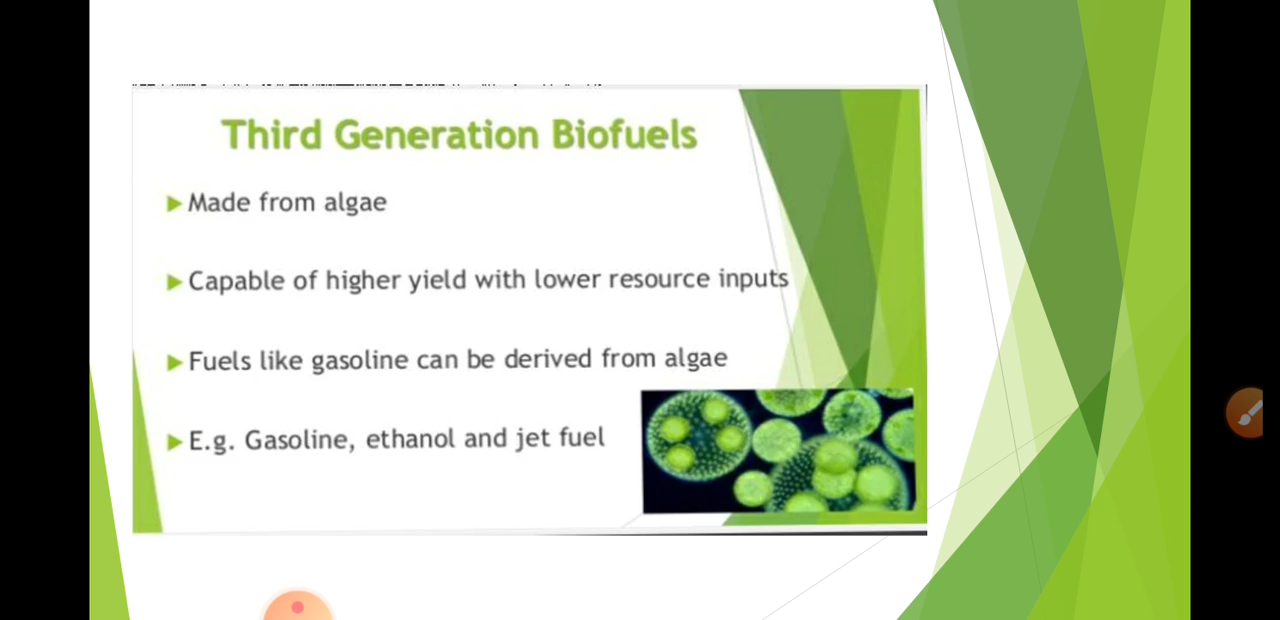 Third Generation Biofuels
Made from algae
Capable of higher yield with lower resource inputs
Fuels like gasoline can be derived from algae
E.g. Gasoline, ethanol and jet fuel